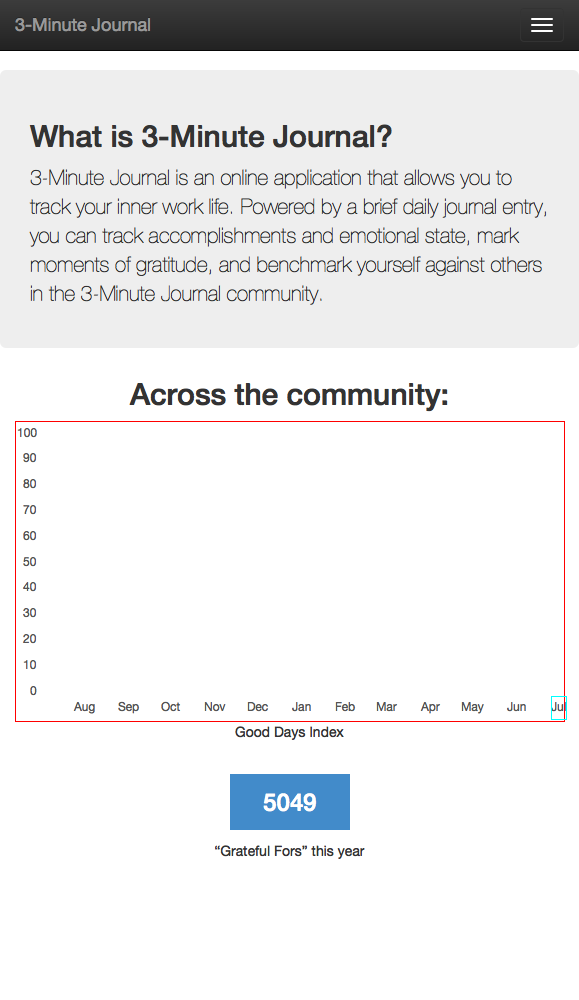 3-Minute Journal
What is 3-Minute Journal?
3-Minute Journal is an online application that allows you to
track your inner work life. Powered by a brief daily journal entry,
you can track accomplishments and emotional state, mark
moments of gratitude, and benchmark yourself against others
in the 3-Minute Journal community.
Across the community:
100
90
80
70
60
50
40
30
20
10
0
Aug Sep Oct Nov Dec Jan Feb Mar Apr May Jun Jul
Good Days Index
5049
“Grateful Fors” this year